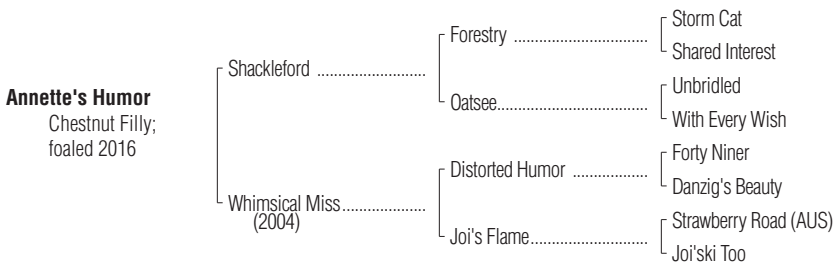 Storm Cat
Forestry ..................................
Shared Interest
Shackleford ...........................
Unbridled
Oatsee......................................
With Every Wish
Annette's Humor
Chestnut Filly;
foaled 2016
Forty Niner
Distorted Humor ...................
Danzig's Beauty
Whimsical Miss.....................
(2004)
Strawberry Road (AUS)
Joi's Flame.............................
Joi'ski Too